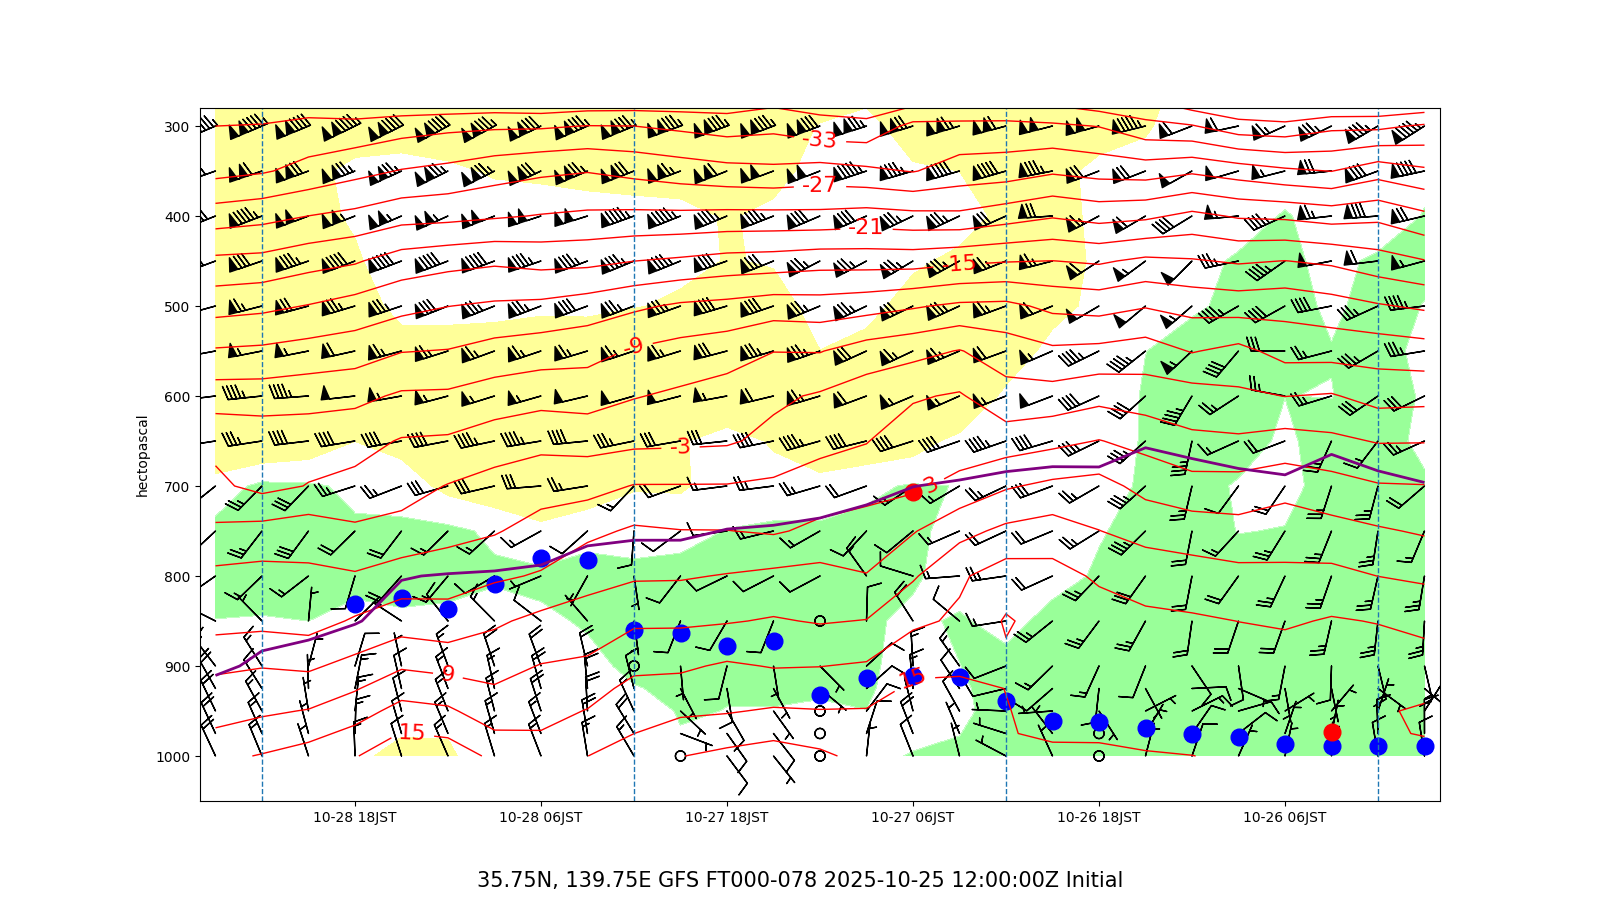 300
400
500
600
700
800
900
1000
hectopascal
-33
-27
-21
-15
-9
-3
3
9
15
15
10-28 18JST
10-28 06JST
10-27 18JST
10-27 06JST
10-26 18JST
10-26 06JST
35.75N, 139.75E GFS FT000-078 2025-10-25 12:00:00Z Initial